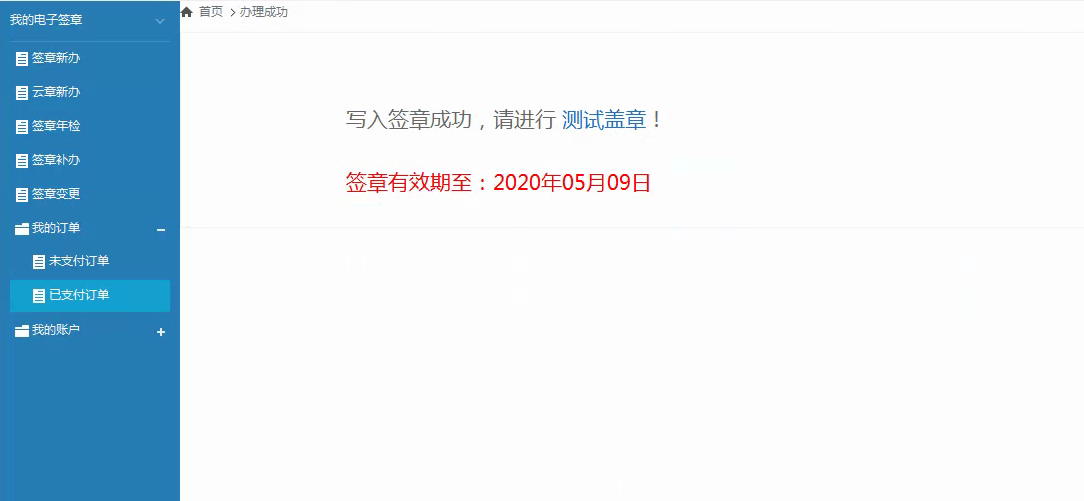 我的电子签章
签章新办
云章新办
签章年检
签章补办
签章变更
我的订单
未支付订单
已支付订单
我的账户
首页 > 办理成功
写入签章成功，请进行 测试盖章！
签章有效期至：2020年05月09日